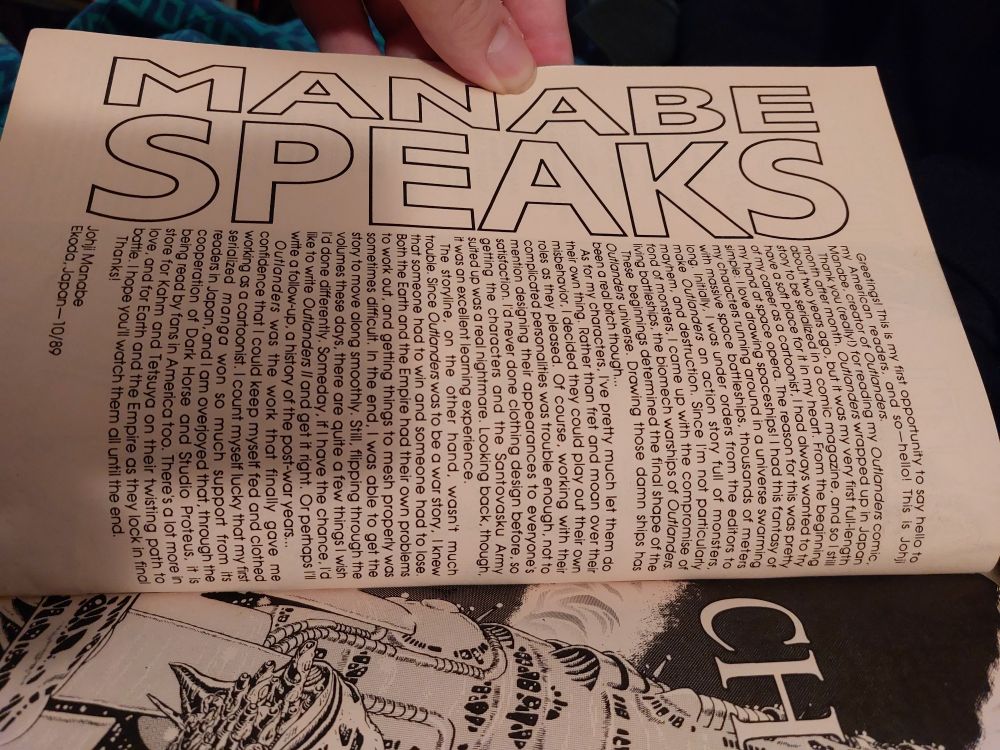 MANABE
SPEAKS
Greetings! This is my first opportunity to say hello to
my American readers, and so—hello! This is Johji
Manabe, creator of Outlanders.
Thank you (really!) for reading my Outlanders comic,
month after month. Outlanders wrapped up in Japan
about two years ago, but it was my very first full-length
story to be serialized in a comic magazine, and so I still
have a soft place for it in my heart. From the beginning
of my career as a cartoonist, I had always wanted to try
my hand at space opera. The reason for this was pretty
simple. I love drawing spaceships! I had this fantasy of
my characters running around in a universe swarming
with massive space battleships, thousands of meters
long. Initially, I was under orders from the editors to
make Outlanders an action story full of monsters,
mayhem, and destruction. Since I'm not particularly
fond of monsters, I came up with the compromise of
living battleships, the biomech warships of Outlanders.
These beginnings determined the final shape of the
Outlanders universe. Drawing those damn ships has
been a real bitch though...
As for my characters, I've pretty much let them do
their own thing. Rather than fret and moan over their
misbehavior, I decided they could play out their own
roles as they pleased. Of course, working with their
complicated personalities was trouble enough, not to
mention designing their appearances to everyone's
satisfaction. I'd never done clothing design before, so
getting the characters and the Santovasku Army
suited up was a real nightmare. Looking back, though,
it was an excellent learning experience.
The storyline, on the other hand, wasn't much
trouble. Since Outlanders was to be a war story, I knew
that someone had to win and someone had to lose.
Both the Earth and the Empire had their own problems
to work out, and getting things to mesh properly was
sometimes difficult. In the end, I was able to get the
story to move along smoothly. Still, flipping through the
volumes these days, there are quite a few things I wish
I'd done differently. Someday, if I have the chance, I'd
like to write Outlanders I and get it right. Or perhaps I'll
write a follow-up, a history of the post-war years...
Outlanders was the work that finally gave me
confidence that I could keep myself fed and clothed
working as a cartoonist. I count myself lucky that my first
serialized manga won so much support from its
readers in Japan, and I am overjoyed that, through the
cooperation of Dark Horse and Studio Proteus, it is
being read by fans in America too. There's a lot more in
store for Kahm and Tetsuya on their twisting path to
love, and for Earth and the Empire as they lock in final
battle. I hope you'll watch them all until the end.
Thanks!
Johji Manabe
Ekoda, Japan—10/89
CH